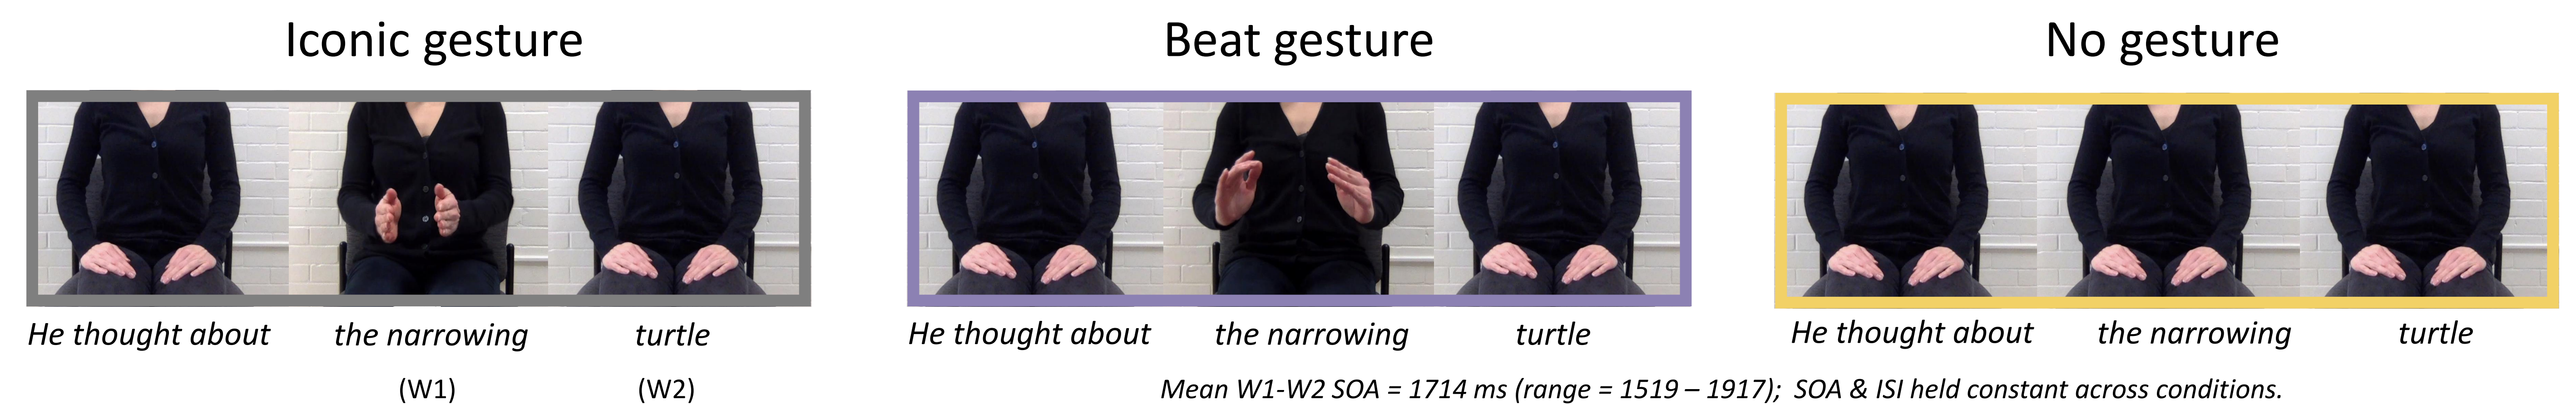 Iconic gesture
He thought about the narrowing turtle
(W1) (W2)
Beat gesture
He thought about the narrowing turtle
No gesture
He thought about the narrowing turtle
Mean W1-W2 SOA = 1714 ms (range = 1519 – 1917); SOA & ISI held constant across conditions.